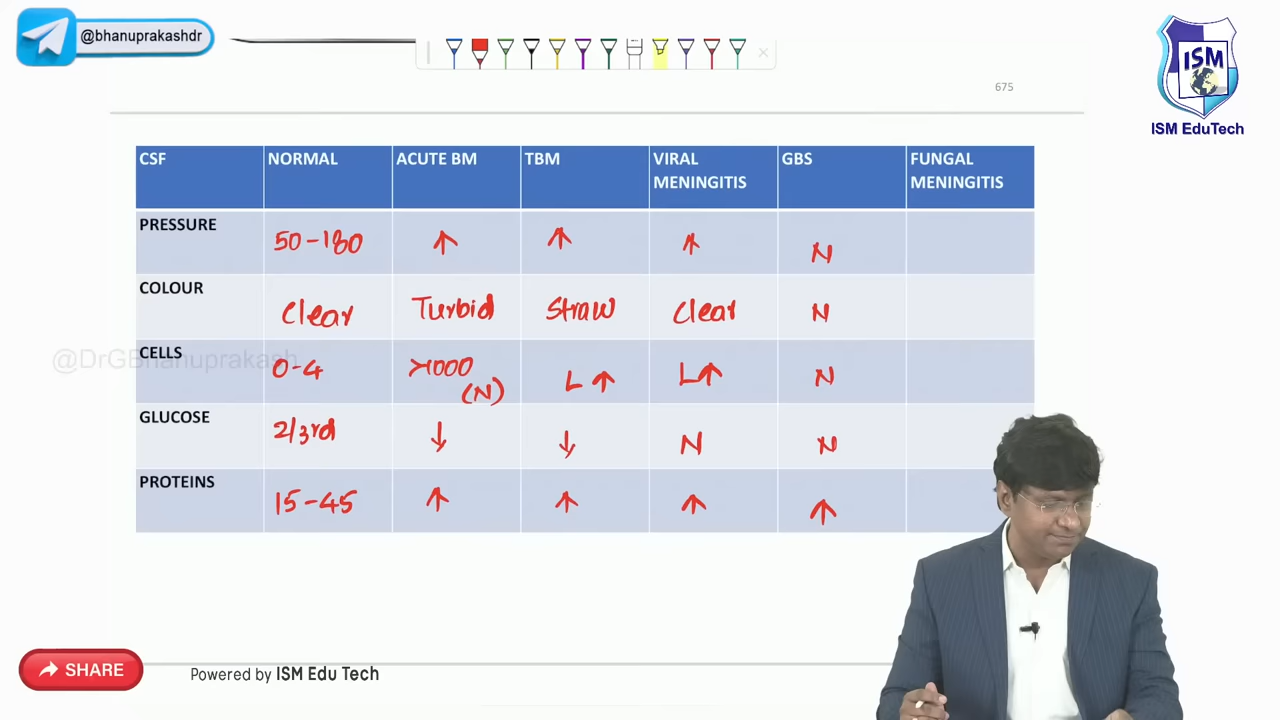 @bhanuprakashdr
ISM
ISM EduTech
675
CSF NORMAL ACUTE BM TBM VIRAL MENINGITIS GBS FUNGAL MENINGITIS
PRESSURE 50-180 ↑ ↑ ↑ N
COLOUR Clear Turbid Straw Clear N
@DrGBhanuprakash
CELLS 0-4 >1000 (N) L ↑ L↑ N
GLUCOSE 2/3rd ↓ ↓ N N
PROTEINS 15-45 ↑ ↑ ↑ ↑
SHARE
Powered by ISM Edu Tech